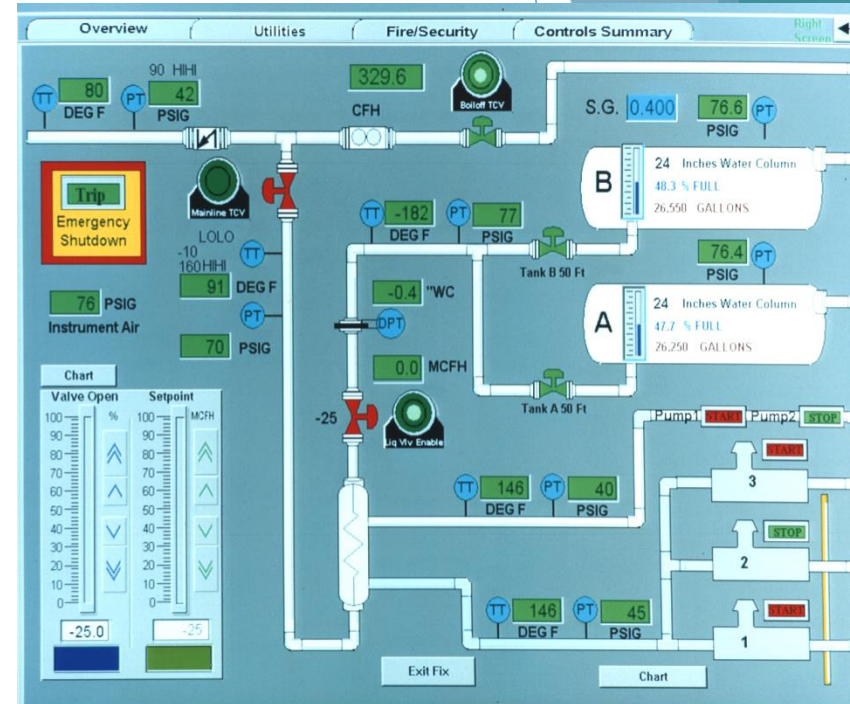 Overview
Utilities
Fire/Security
Controls Summary
Right
Screen
90 HIHI
TT
80
DEG F
PT
42
PSIG
329.6
CFH
Boiloff TCV
S.G.
0.400
76.6
PSIG
PT
B
24 Inches Water Column
48.3 % FULL
26,550 GALLONS
Trip
Emergency
Shutdown
Mainline TCV
LOLO
-10
160 HIHI
TT
91
DEG F
PT
70
PSIG
TT
-182
DEG F
PT
77
PSIG
Tank B 50 Ft
76.4
PSIG
PT
A
24 Inches Water Column
47.7 % FULL
26,250 GALLONS
-0.4
"WC
DPT
0.0
MCFH
76 PSIG
Instrument Air
Tank A 50 Ft
-25
Liq Vlv Enable
Chart
Valve Open
Setpoint
%
MCFH
100
90
80
70
60
50
40
30
20
10
0
100
90
80
70
60
50
40
30
20
10
0
-25.0
-25
Pump1 START Pump2 STOP
TT
146
DEG F
PT
40
PSIG
START
3
STOP
2
START
1
TT
146
DEG F
PT
45
PSIG
Exit Fix
Chart